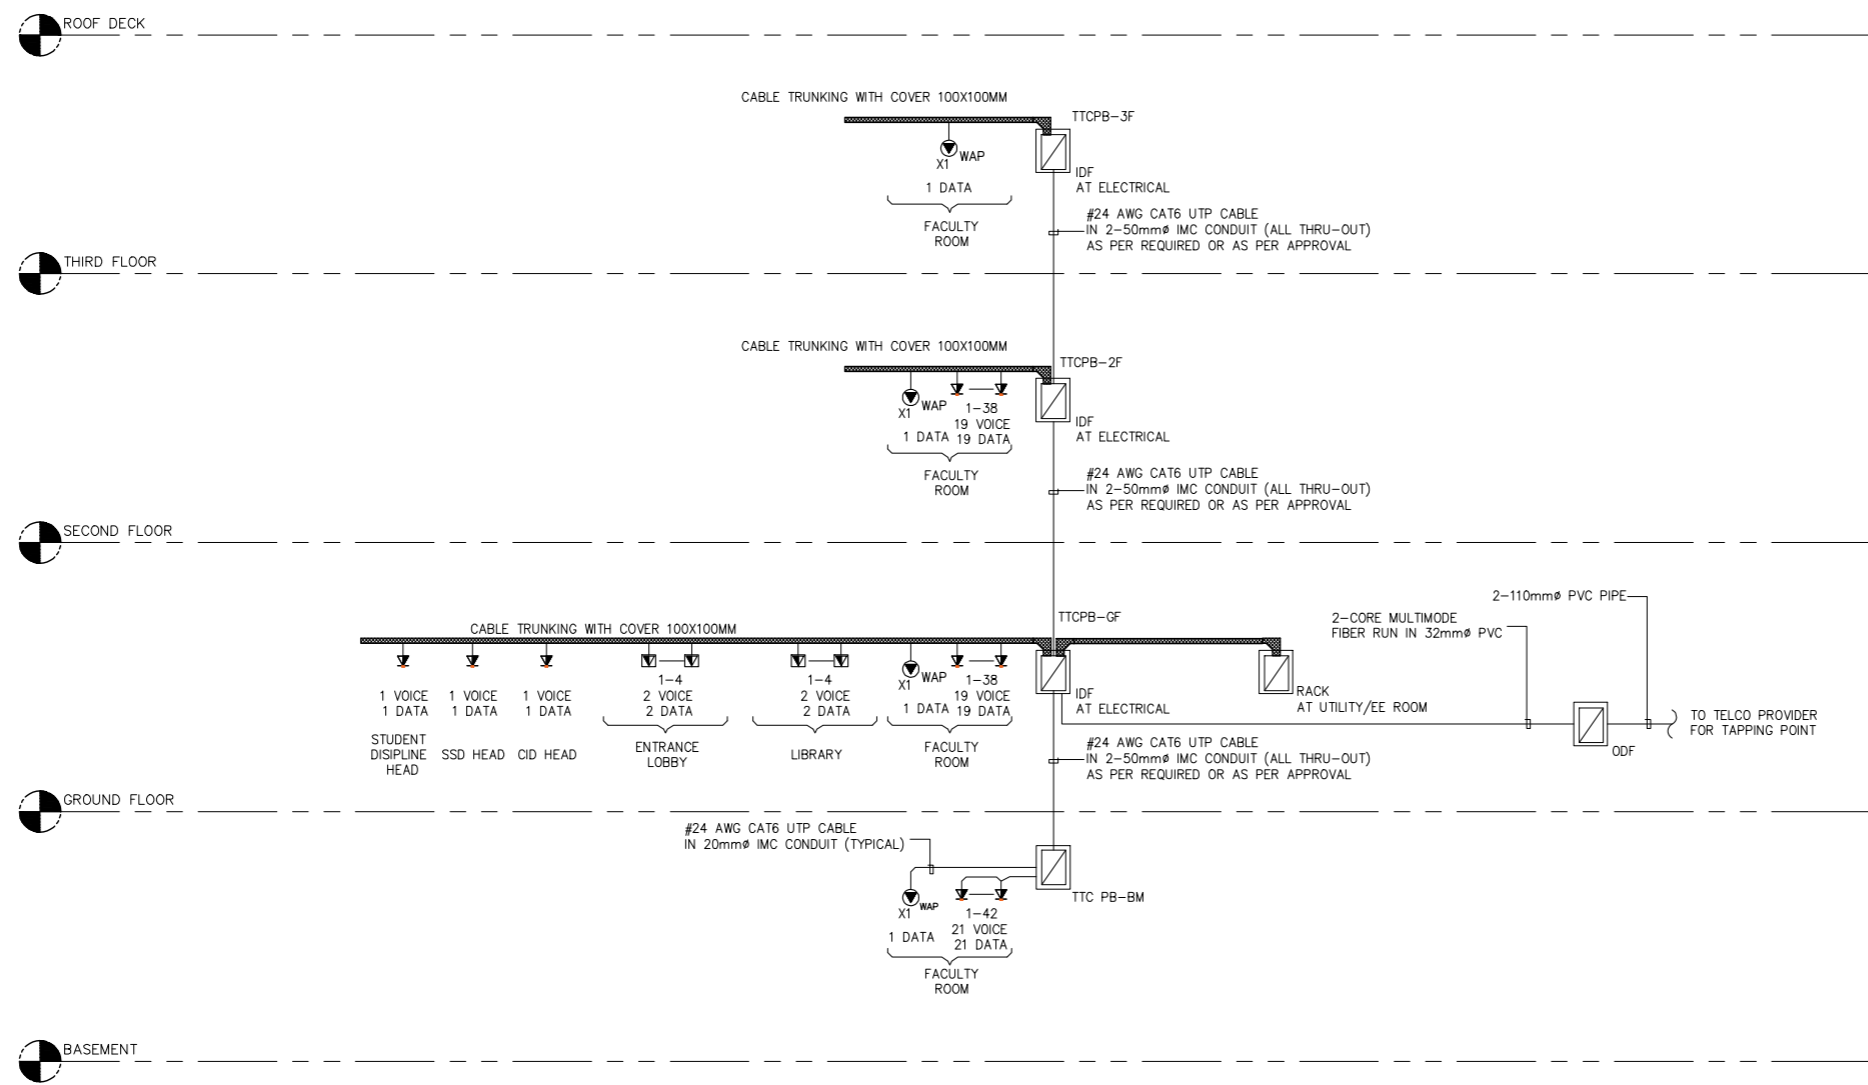 ROOF DECK
CABLE TRUNKING WITH COVER 100X100MM
TTCPB-3F
WAP
X1
1 DATA
FACULTY
ROOM
IDF
AT ELECTRICAL
#24 AWG CAT6 UTP CABLE
IN 2-50mmø IMC CONDUIT (ALL THRU-OUT)
AS PER REQUIRED OR AS PER APPROVAL
THIRD FLOOR
CABLE TRUNKING WITH COVER 100X100MM
TTCPB-2F
WAP
X1
1 DATA
1-38
19 VOICE
19 DATA
FACULTY
ROOM
IDF
AT ELECTRICAL
#24 AWG CAT6 UTP CABLE
IN 2-50mmø IMC CONDUIT (ALL THRU-OUT)
AS PER REQUIRED OR AS PER APPROVAL
SECOND FLOOR
CABLE TRUNKING WITH COVER 100X100MM
TTCPB-GF
1 VOICE
1 DATA
STUDENT
DISIPLINE
HEAD
1 VOICE
1 DATA
SSD HEAD
1 VOICE
1 DATA
CID HEAD
1-4
2 VOICE
2 DATA
ENTRANCE
LOBBY
1-4
2 VOICE
2 DATA
LIBRARY
WAP
X1
1 DATA
1-38
19 VOICE
19 DATA
FACULTY
ROOM
IDF
AT ELECTRICAL
RACK
AT UTILITY/EE ROOM
2-CORE MULTIMODE
FIBER RUN IN 32mmø PVC
2-110mmø PVC PIPE
ODF
TO TELCO PROVIDER
FOR TAPPING POINT
#24 AWG CAT6 UTP CABLE
IN 2-50mmø IMC CONDUIT (ALL THRU-OUT)
AS PER REQUIRED OR AS PER APPROVAL
GROUND FLOOR
#24 AWG CAT6 UTP CABLE
IN 20mmø IMC CONDUIT (TYPICAL)
TTC PB-BM
WAP
X1
1 DATA
1-42
21 VOICE
21 DATA
FACULTY
ROOM
BASEMENT